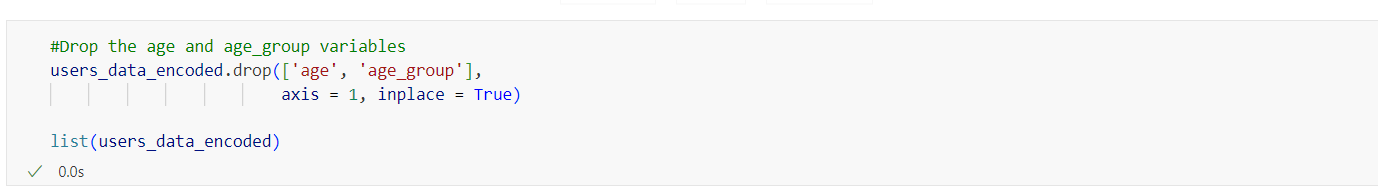 #Drop the age and age_group variables
users_data_encoded.drop(['age', 'age_group'],
axis = 1, inplace = True)
list(users_data_encoded)
0.0s